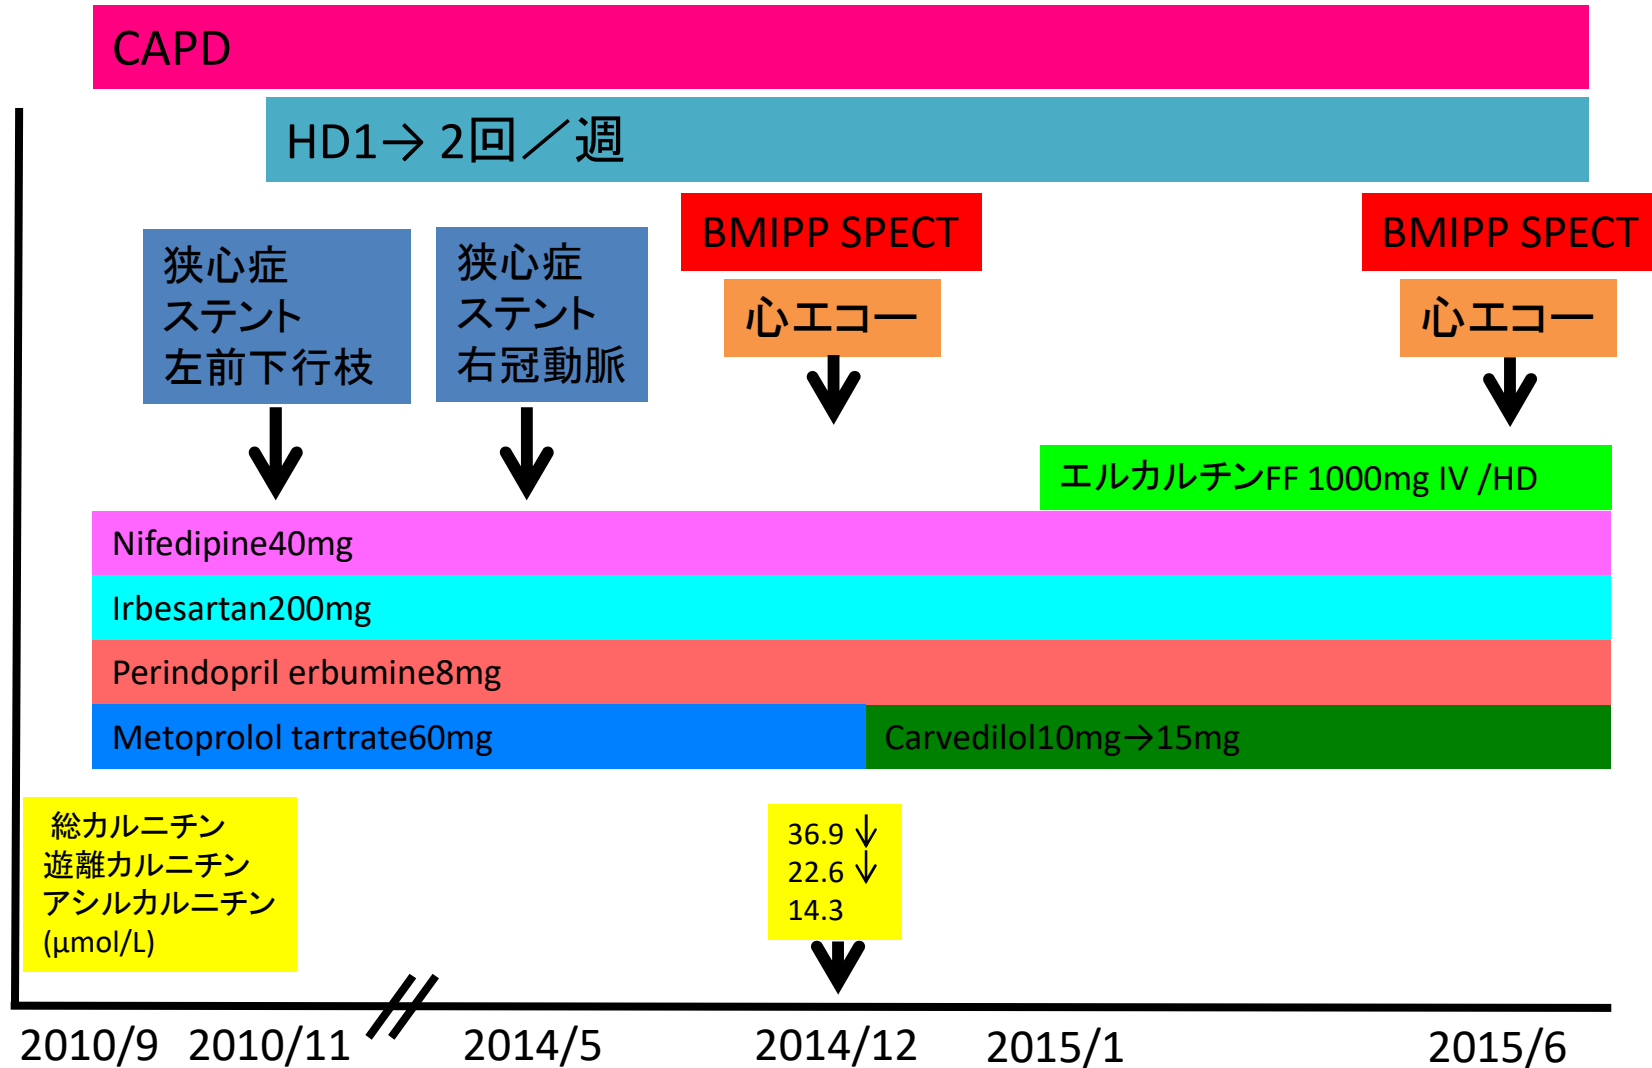 CAPD
HD1→ 2回／週
BMIPP SPECT
BMIPP SPECT
狭心症
ステント
左前下行枝
狭心症
ステント
右冠動脈
心エコー
心エコー
エルカルチンFF 1000mg IV /HD
Nifedipine40mg
Irbesartan200mg
Perindopril erbumine8mg
Metoprolol tartrate60mg
Carvedilol10mg→15mg
総カルニチン
遊離カルニチン
アシルカルニチン
(μmol/L)
36.9 ↓
22.6 ↓
14.3
2010/9
2010/11
2014/5
2014/12
2015/1
2015/6